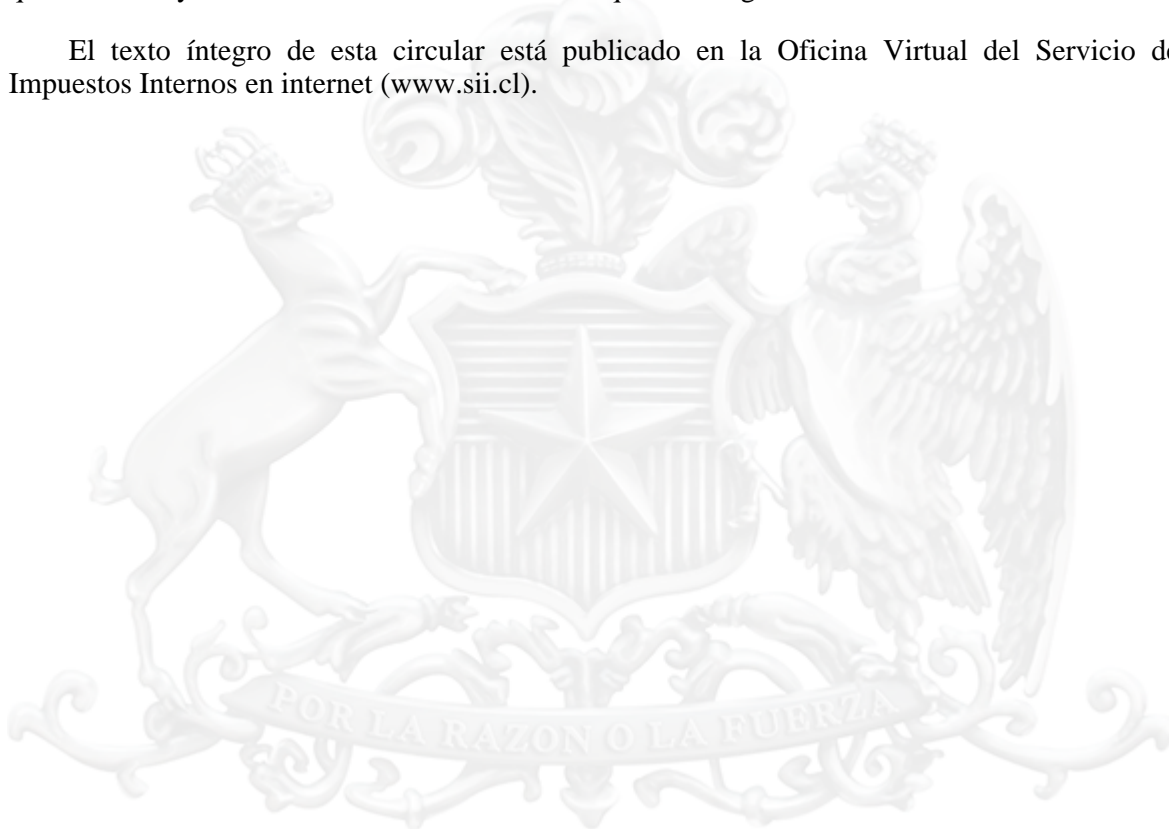 El texto íntegro de esta circular está publicado en la Oficina Virtual del Servicio de
Impuestos Internos en internet (www.sii.cl).
POR LA RAZON O LA FUERZA